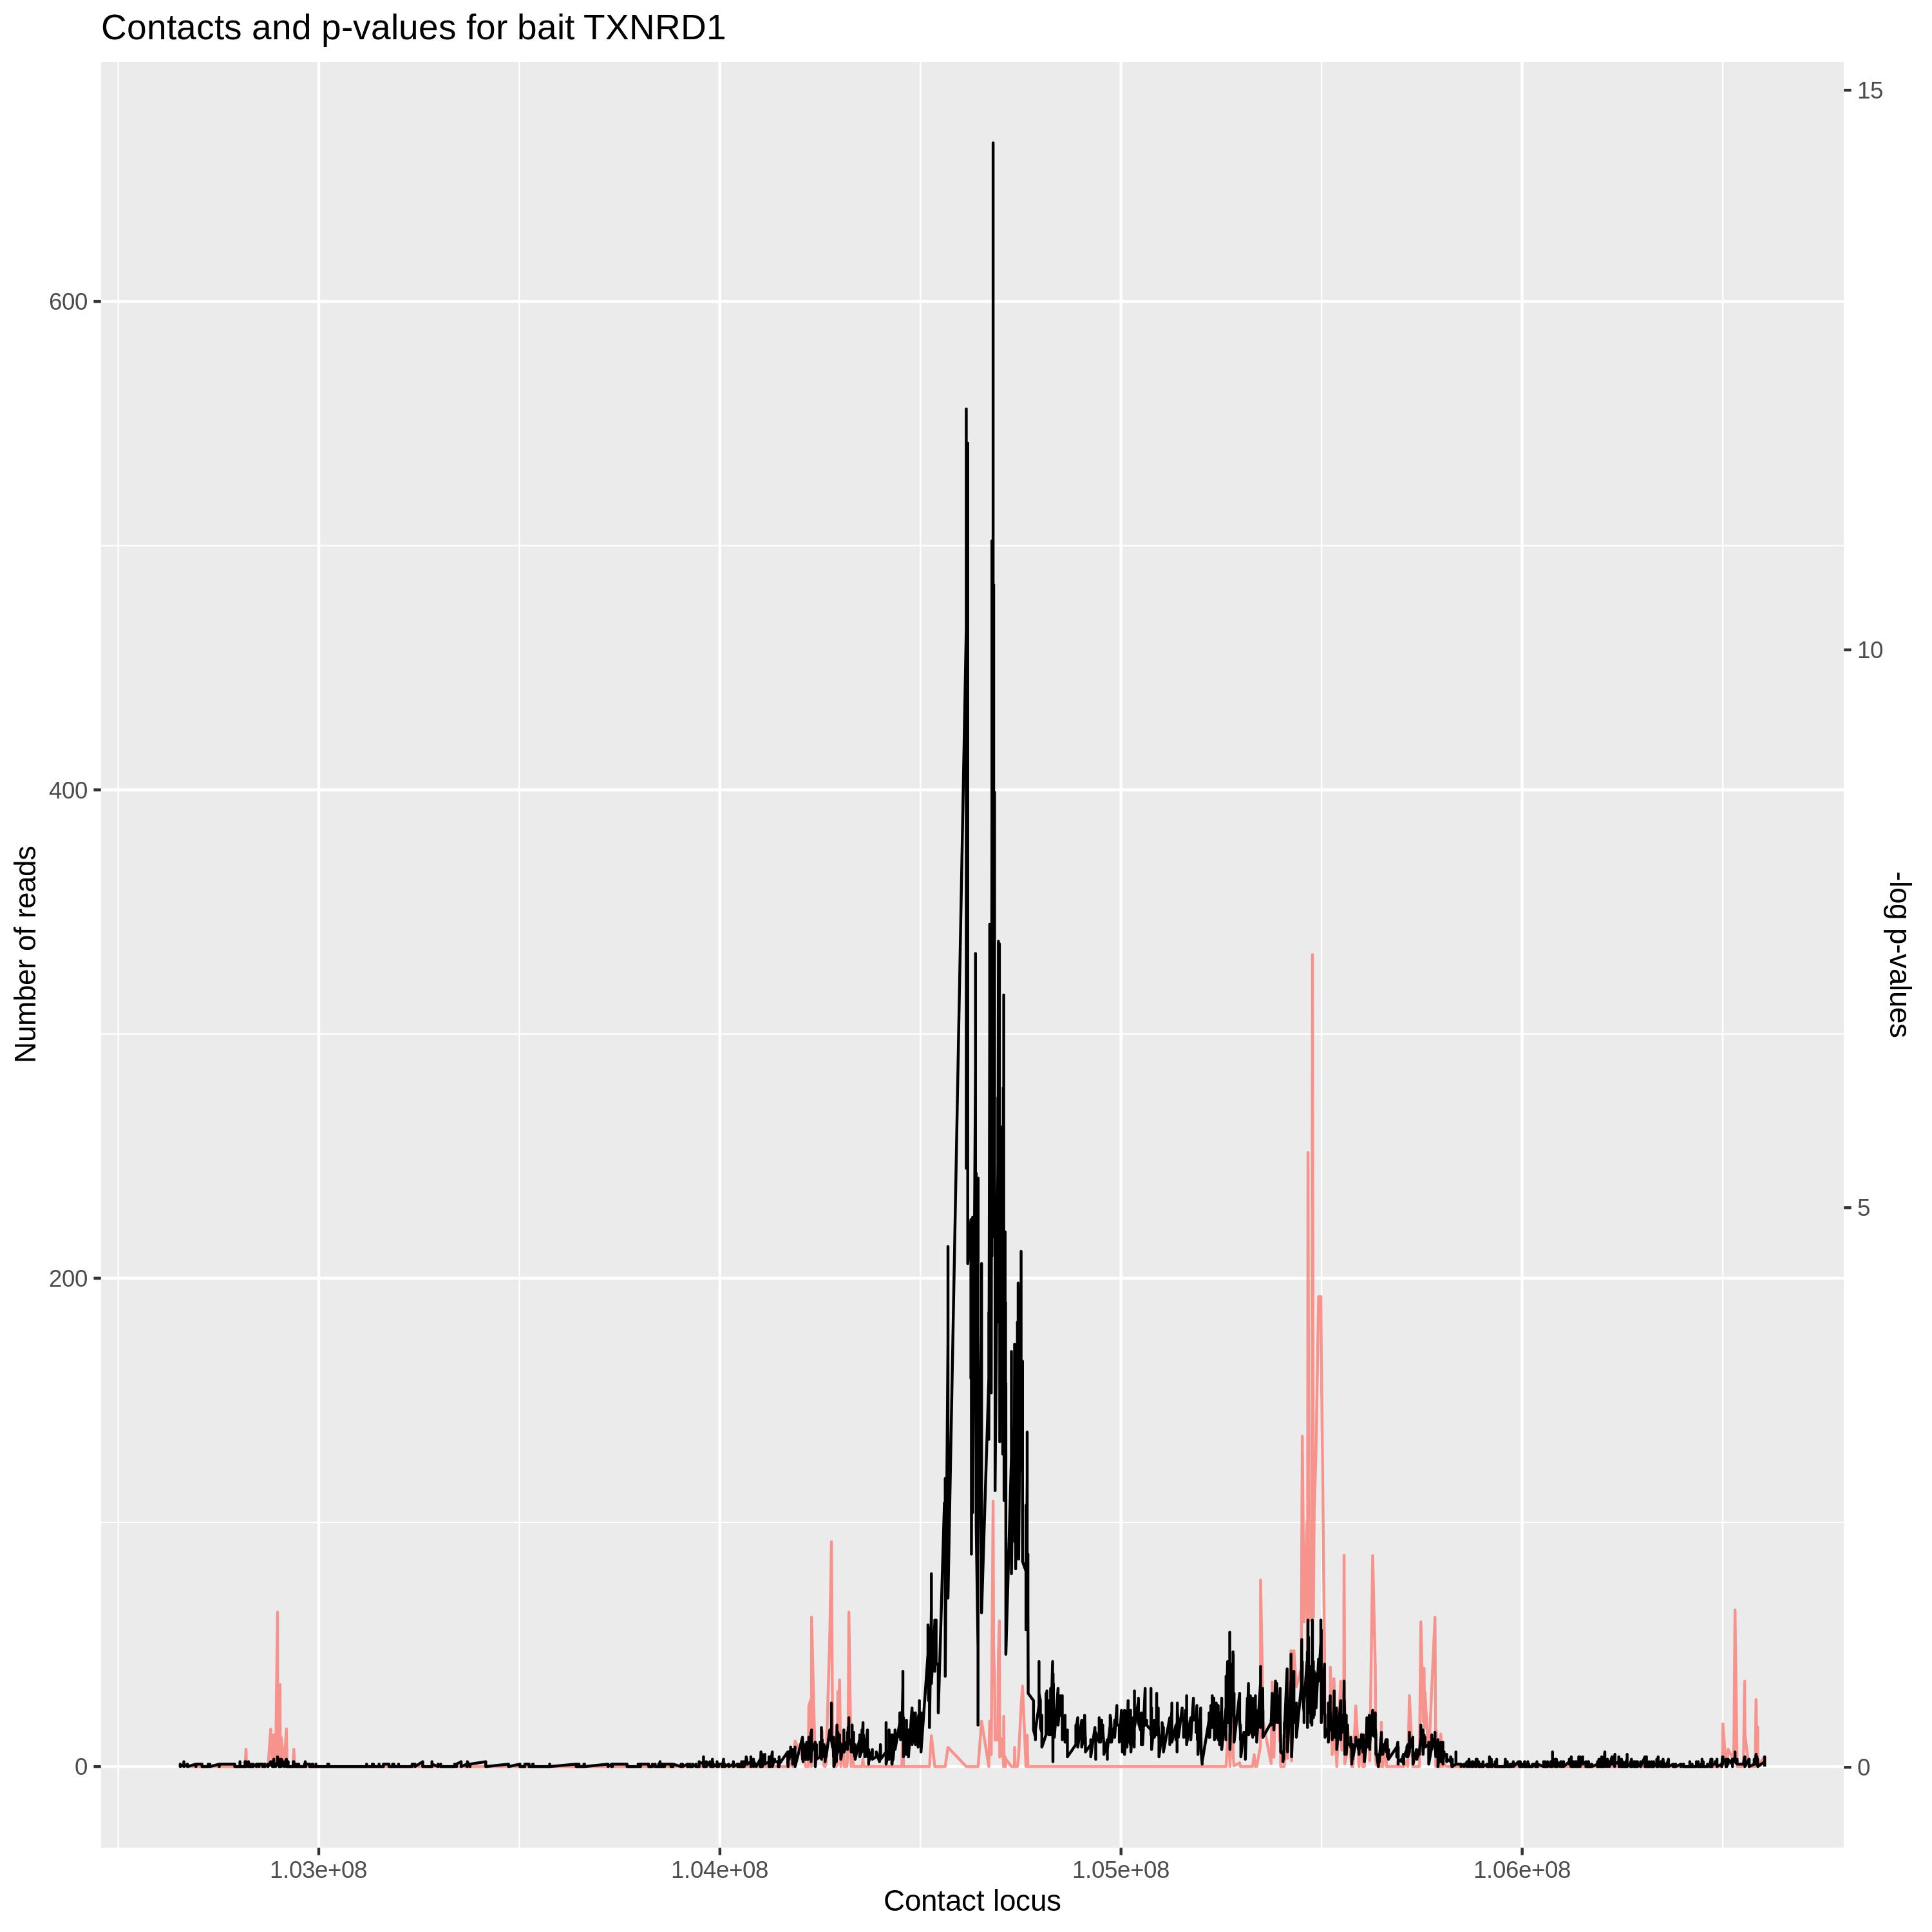 Contacts and p-values for bait TXNRD1
15
600
10
400
Number of reads
-log p-values
5
200
0
0
1.03e+08
1.04e+08
1.05e+08
1.06e+08
Contact locus